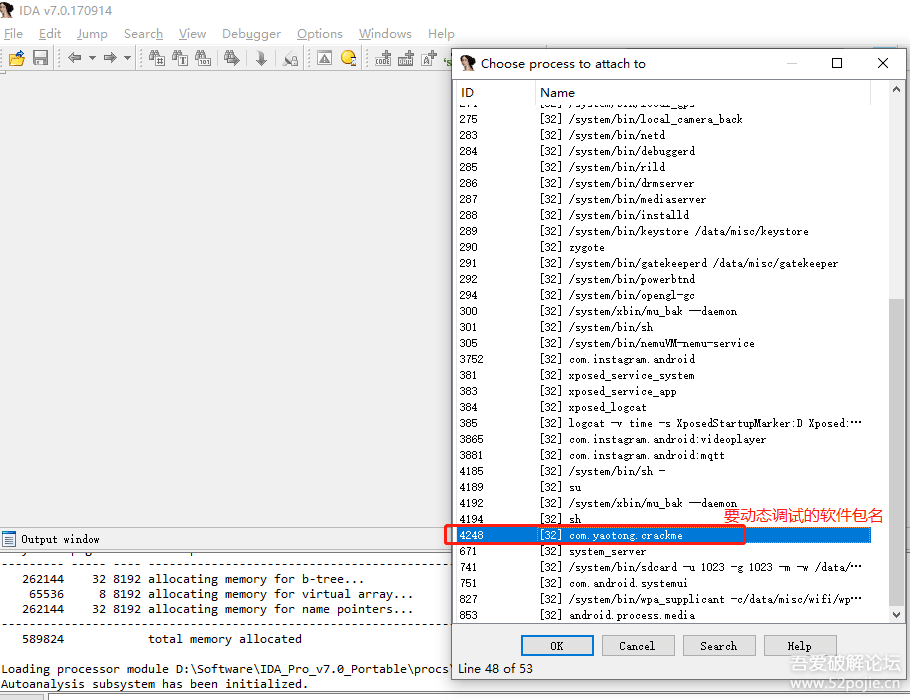 IDA v7.0.170914
File Edit Jump Search View Debugger Options Windows Help
Choose process to attach to
ID Name
275 [32] /system/bin/local_camera_back
283 [32] /system/bin/netd
284 [32] /system/bin/debuggerd
285 [32] /system/bin/rild
286 [32] /system/bin/drmserver
287 [32] /system/bin/mediaserver
288 [32] /system/bin/installd
289 [32] /system/bin/keystore /data/misc/keystore
290 [32] zygote
291 [32] /system/bin/gatekeeperd /data/misc/gatekeeper
292 [32] /system/bin/powerbtnd
294 [32] /system/bin/opengl-gc
300 [32] /system/xbin/mu_bak --daemon
301 [32] /system/bin/sh
305 [32] /system/bin/nemuVM-nemu-service
3752 [32] com.instagram.android
381 [32] xposed_service_system
383 [32] xposed_service_app
384 [32] xposed_logcat
385 [32] logcat -v time -s XposedStartupMarker:D Xposed:…
3865 [32] com.instagram.android:videoplayer
3881 [32] com.instagram.android:mqtt
4185 [32] /system/bin/sh -
4189 [32] su
4192 [32] /system/xbin/mu_bak --daemon
要动态调试的软件包名
4194 [32] sh
4248 [32] com.yaotong.crackme
671 [32] system_server
741 [32] /system/bin/sdcard -u 1023 -g 1023 -m -w /data/…
751 [32] com.android.systemui
827 [32] /system/bin/wpa_supplicant -c/data/misc/wifi/wp…
853 [32] android.process.media
OK Cancel Search Help
Line 48 of 53
Output window
262144 32 8192 allocating memory for b-tree...
65536 8 8192 allocating memory for virtual array...
262144 32 8192 allocating memory for name pointers...
589824 total memory allocated
Loading processor module D:\Software\IDA_Pro_v7.0_Portable\procs\
Autoanalysis subsystem has been initialized.
吾爱破解论坛
www.52pojie.cn